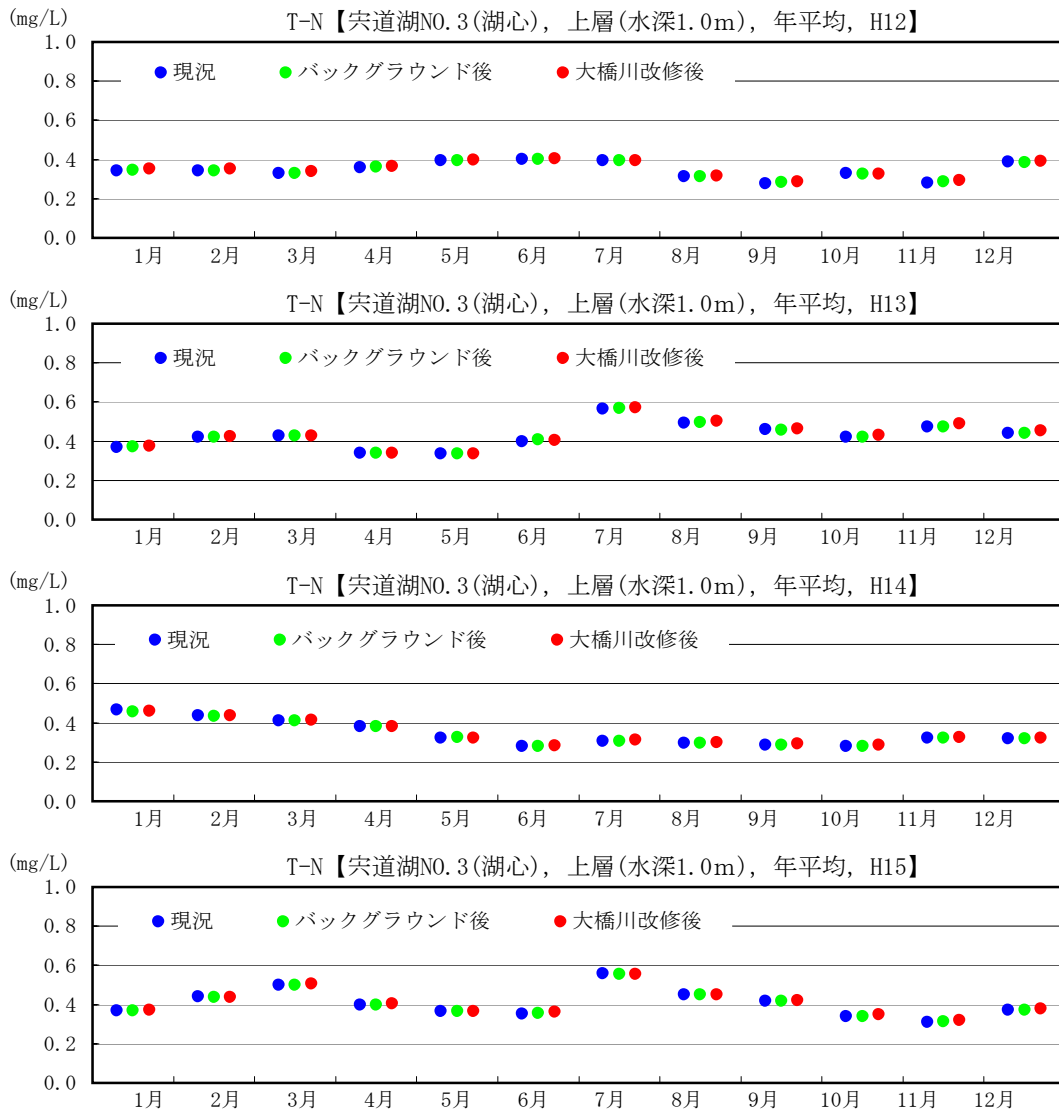 (mg/L) T-N【宍道湖NO.3(湖心), 上層(水深1.0m), 年平均, H12】
1.0
現況 バックグラウンド後 大橋川改修後
0.8
0.6
0.4
0.2
0.0
1月 2月 3月 4月 5月 6月 7月 8月 9月 10月 11月 12月
(mg/L) T-N【宍道湖NO.3(湖心), 上層(水深1.0m), 年平均, H13】
1.0
現況 バックグラウンド後 大橋川改修後
0.8
0.6
0.4
0.2
0.0
1月 2月 3月 4月 5月 6月 7月 8月 9月 10月 11月 12月
(mg/L) T-N【宍道湖NO.3(湖心), 上層(水深1.0m), 年平均, H14】
1.0
現況 バックグラウンド後 大橋川改修後
0.8
0.6
0.4
0.2
0.0
1月 2月 3月 4月 5月 6月 7月 8月 9月 10月 11月 12月
(mg/L) T-N【宍道湖NO.3(湖心), 上層(水深1.0m), 年平均, H15】
1.0
現況 バックグラウンド後 大橋川改修後
0.8
0.6
0.4
0.2
0.0
1月 2月 3月 4月 5月 6月 7月 8月 9月 10月 11月 12月